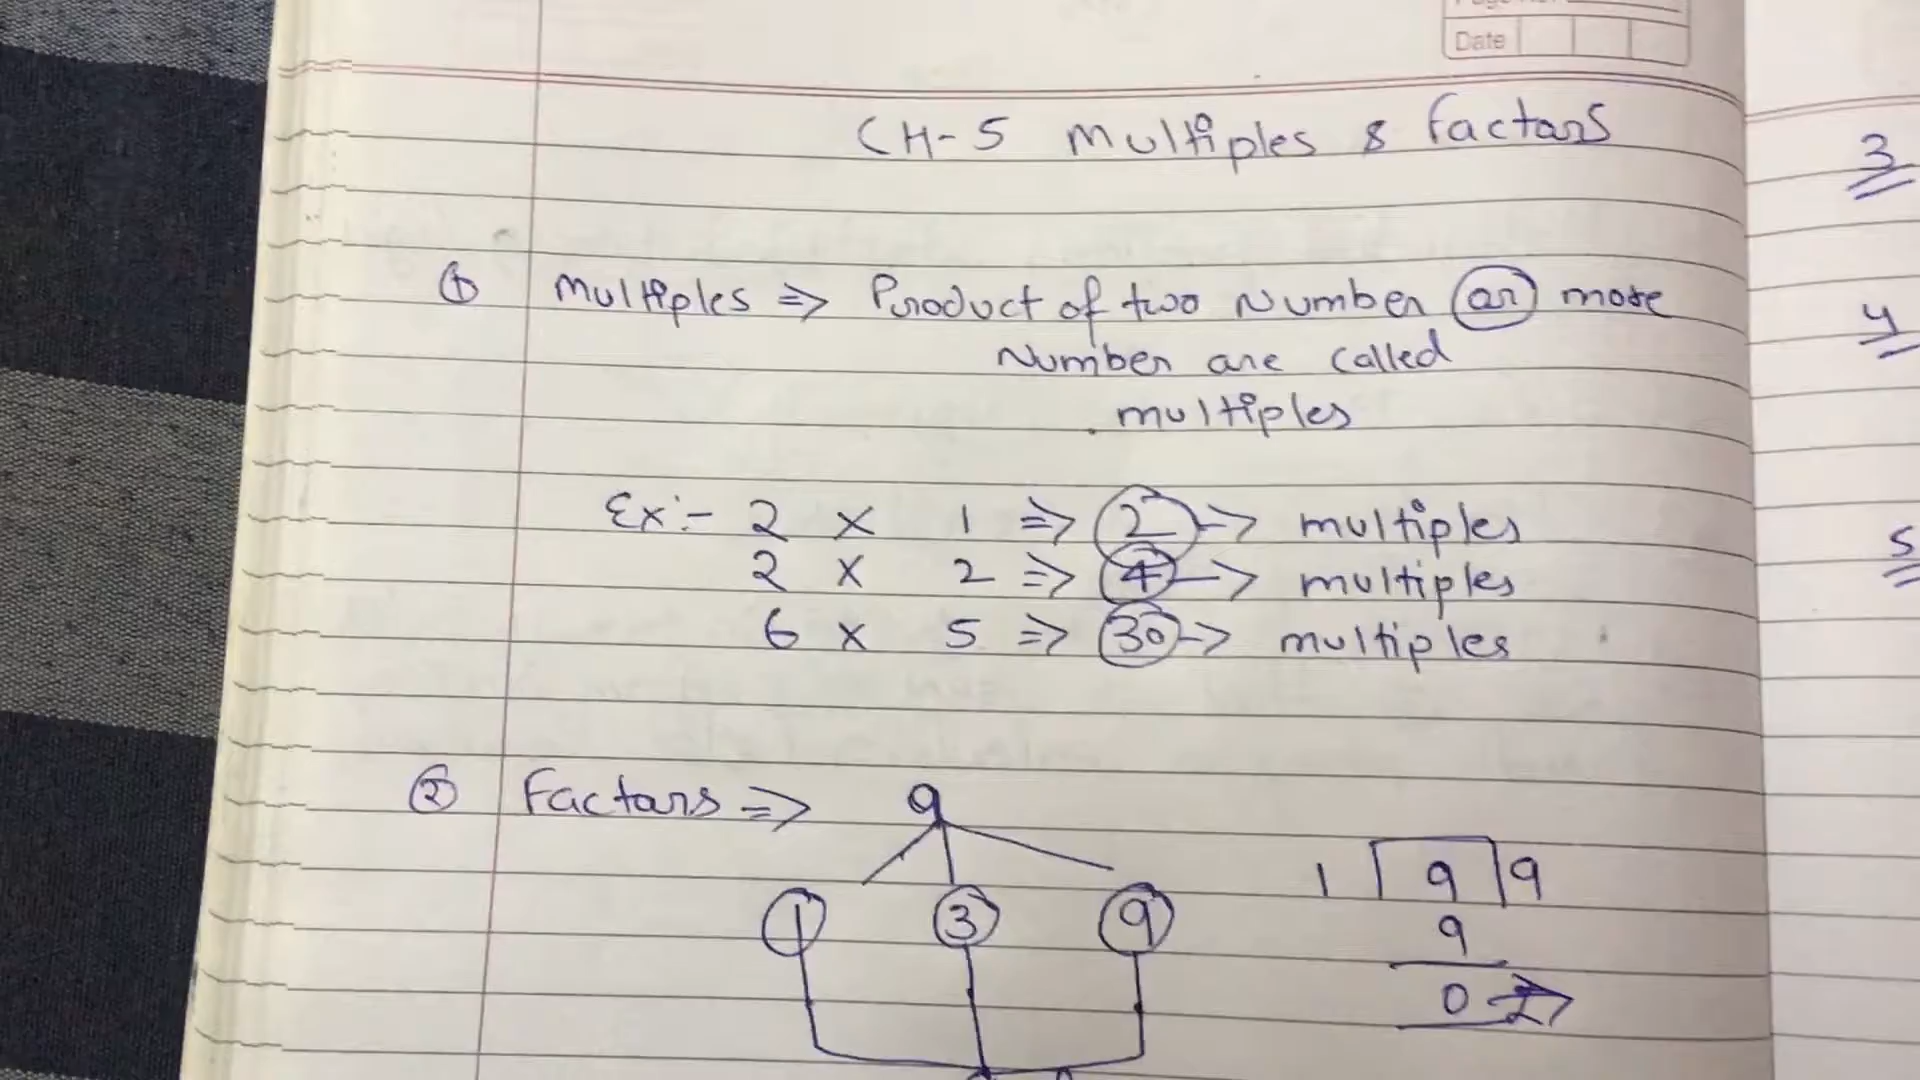 Date
CH-5 Multiples & factors
① Multiples ⇒ Product of two Number or more
Number are called
multiples
Ex:- 2 x 1 ⇒ 2 → multiples
2 x 2 ⇒ 4 → multiples
6 x 5 ⇒ 30 → multiples
② Factors ⇒ 9
1 3 9
1 9 9
9
0
3
4
5